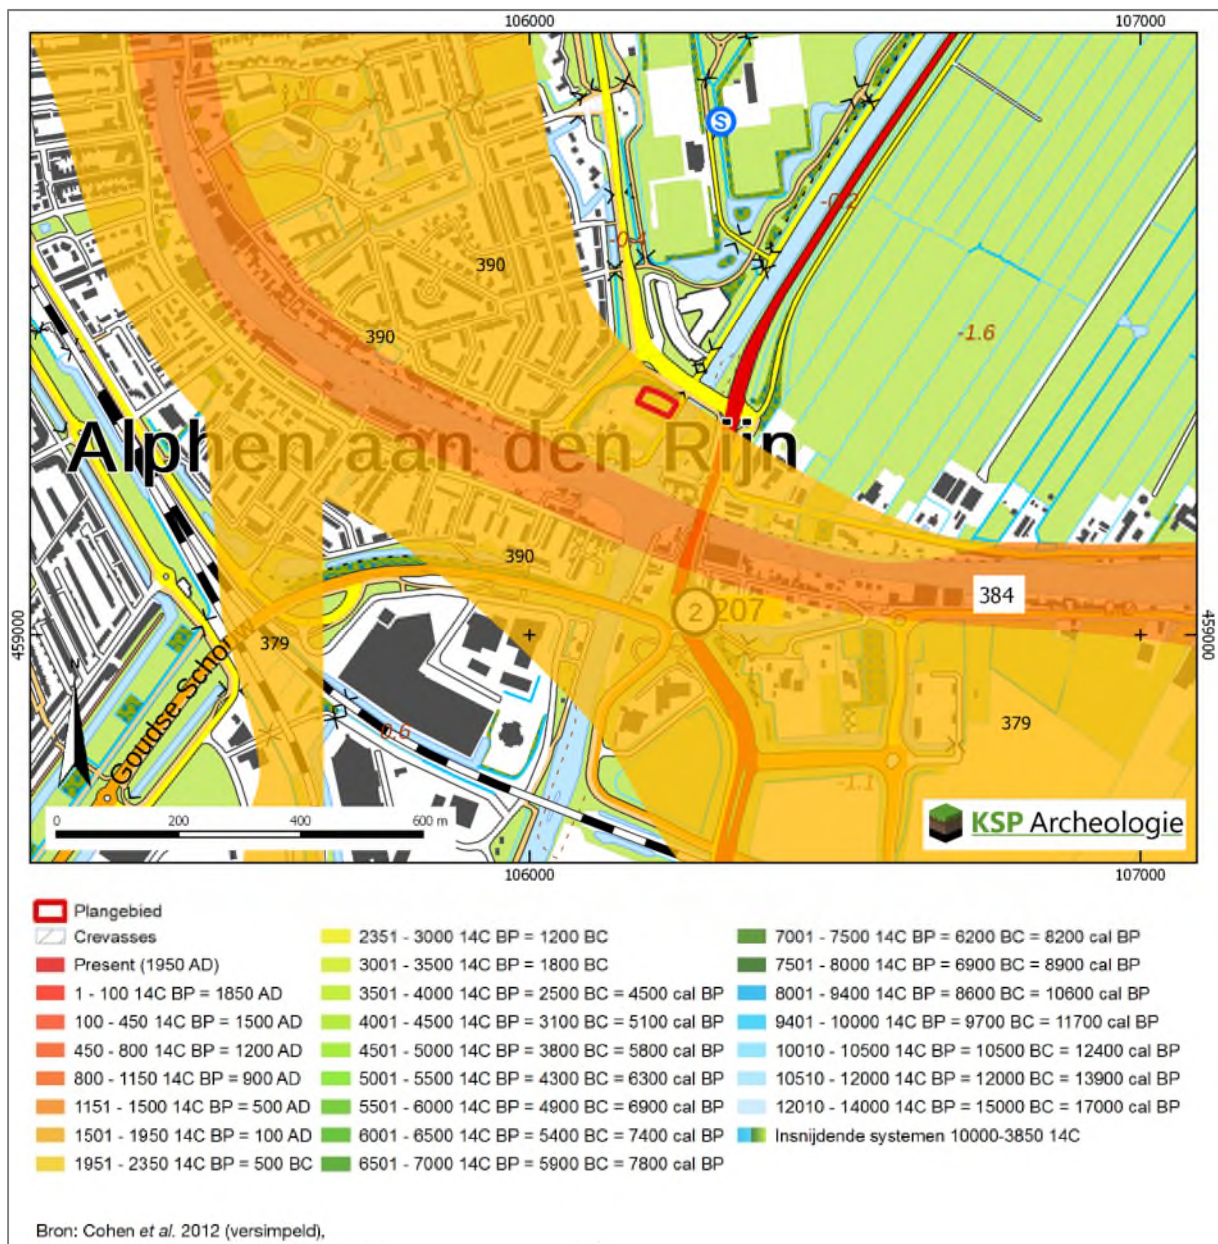 106000 107000
S
-0.2
-0.4
390
390
-1.6
Alphen aan den Rijn
390
384
2 207
459000 459000
379
379
N
Goudse Schouw
0.6
-1.1
0 200 400 600 m
KSP Archeologie
106000 107000
Plangebied
Crevasses
Present (1950 AD)
1 - 100 14C BP = 1850 AD
100 - 450 14C BP = 1500 AD
450 - 800 14C BP = 1200 AD
800 - 1150 14C BP = 900 AD
1151 - 1500 14C BP = 500 AD
1501 - 1950 14C BP = 100 AD
1951 - 2350 14C BP = 500 BC
2351 - 3000 14C BP = 1200 BC
3001 - 3500 14C BP = 1800 BC
3501 - 4000 14C BP = 2500 BC = 4500 cal BP
4001 - 4500 14C BP = 3100 BC = 5100 cal BP
4501 - 5000 14C BP = 3800 BC = 5800 cal BP
5001 - 5500 14C BP = 4300 BC = 6300 cal BP
5501 - 6000 14C BP = 4900 BC = 6900 cal BP
6001 - 6500 14C BP = 5400 BC = 7400 cal BP
6501 - 7000 14C BP = 5900 BC = 7800 cal BP
7001 - 7500 14C BP = 6200 BC = 8200 cal BP
7501 - 8000 14C BP = 6900 BC = 8900 cal BP
8001 - 9400 14C BP = 8600 BC = 10600 cal BP
9401 - 10000 14C BP = 9700 BC = 11700 cal BP
10010 - 10500 14C BP = 10500 BC = 12400 cal BP
10510 - 12000 14C BP = 12000 BC = 13900 cal BP
12010 - 14000 14C BP = 15000 BC = 17000 cal BP
Insnijdende systemen 10000-3850 14C
Bron: Cohen et al. 2012 (versimpeld),